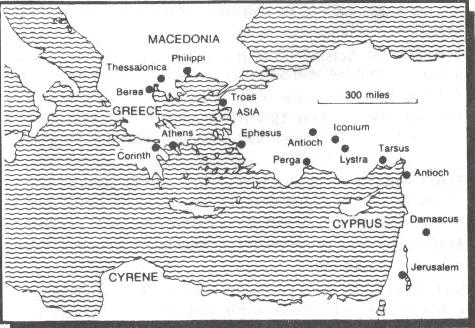 MACEDONIA
Philippi
Thessalonica
Berea
Troas
300 miles
GREECE
ASIA
Athens
Ephesus
Iconium
Antioch
Corinth
Lystra
Tarsus
Perga
Antioch
Damascus
CYPRUS
Jerusalem
CYRENE